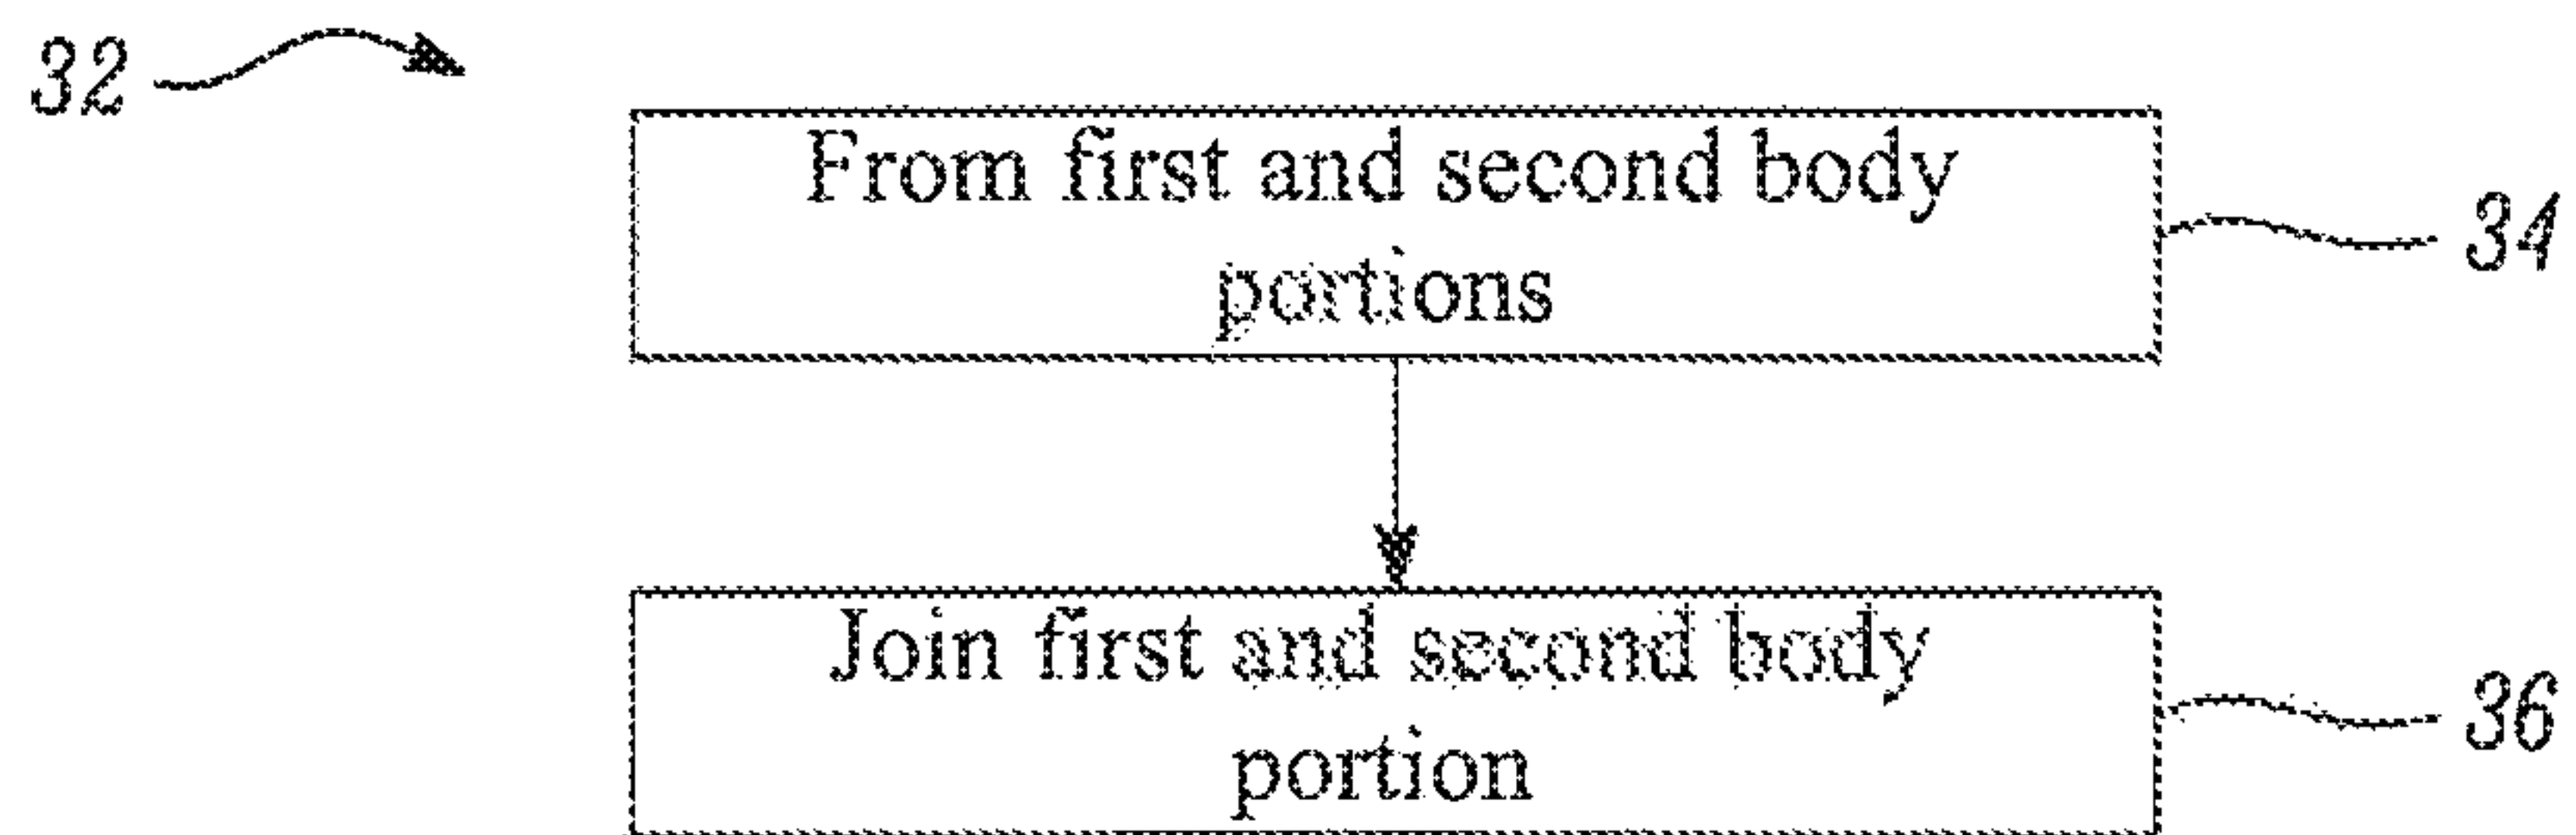 32
From first and second body
portions
34
Join first and second body
portion
36